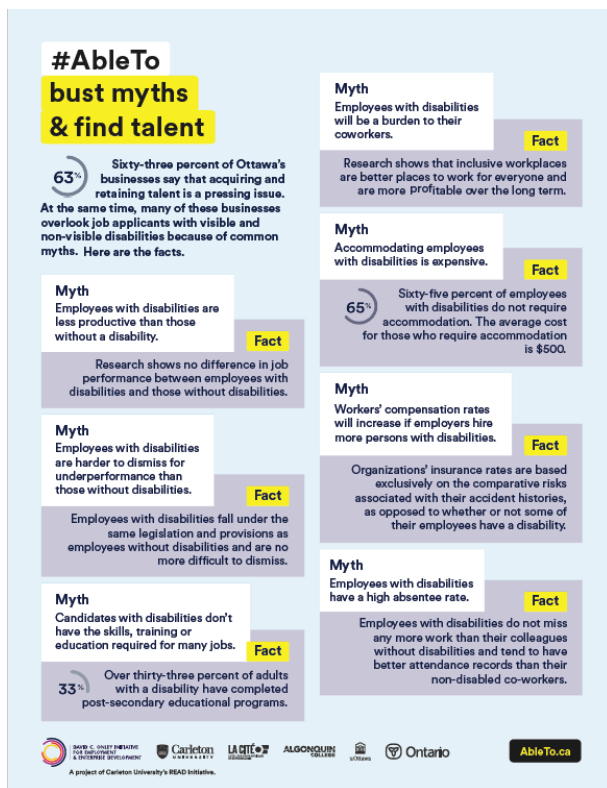 #AbleTo
bust myths
& find talent
63%
Sixty-three percent of Ottawa's
businesses say that acquiring and
retaining talent is a pressing issue.
At the same time, many of these businesses
overlook job applicants with visible and
non-visible disabilities because of common
myths. Here are the facts.
Myth
Employees with disabilities are
less productive than those
without a disability.
Fact
Research shows no difference in job
performance between employees with
disabilities and those without disabilities.
Myth
Employees with disabilities
are harder to dismiss for
underperformance than
those without disabilities.
Fact
Employees with disabilities fall under the
same legislation and provisions as
employees without disabilities and are no
more difficult to dismiss.
Myth
Candidates with disabilities don't
have the skills, training or
education required for many jobs.
Fact
33%
Over thirty-three percent of adults
with a disability have completed
post-secondary educational programs.
Myth
Employees with disabilities
will be a burden to their
coworkers.
Fact
Research shows that inclusive workplaces
are better places to work for everyone and
are more profitable over the long term.
Myth
Accommodating employees
with disabilities is expensive.
Fact
65%
Sixty-five percent of employees
with disabilities do not require
accommodation. The average cost
for those who require accommodation
is $500.
Myth
Workers' compensation rates
will increase if employers hire
more persons with disabilities.
Fact
Organizations' insurance rates are based
exclusively on the comparative risks
associated with their accident histories,
as opposed to whether or not some
of their employees have a disability.
Myth
Employees with disabilities
have a high absentee rate.
Fact
Employees with disabilities do not miss
any more work than their colleagues
without disabilities and tend to have
better attendance records than their
non-disabled co-workers.
DAVID C. ONLEY INITIATIVE
FOR EMPLOYMENT
& ENTERPRISE DEVELOPMENT
Carleton
UNIVERSITY
LA CITÉ
ALGONQUIN
COLLEGE
uOttawa
Ontario
AbleTo.ca
A project of Carleton University's READ Initiative.